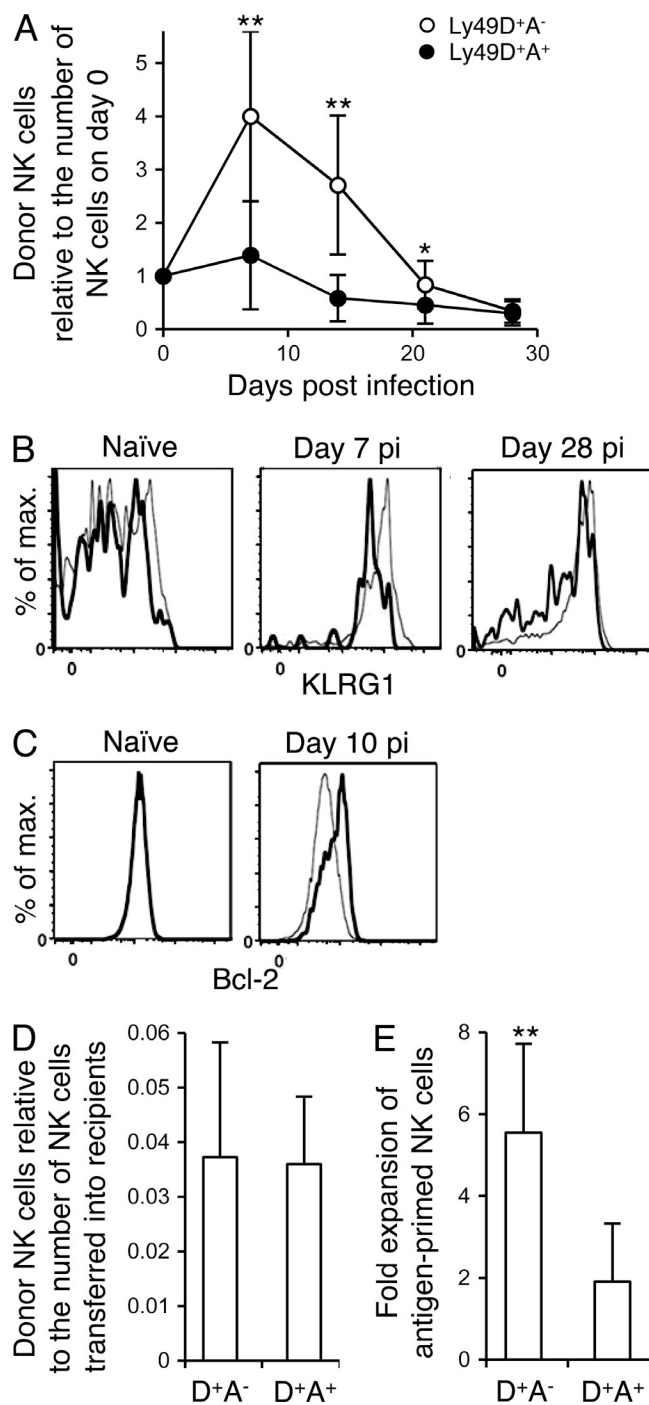 A
Donor NK cells
relative to the number of
NK cells on day 0
5
4
3
2
1
0
**
**
*
Ly49D⁺A⁻
Ly49D⁺A⁺
0 10 20 30
Days post infection
B
Naïve Day 7 pi Day 28 pi
% of max.
0 0 0
0 0 0
KLRG1
C
Naïve Day 10 pi
% of max.
0 0
0 0
Bcl-2
D
Donor NK cells relative
to the number of NK cells
transferred into recipients
0.06
0.05
0.04
0.03
0.02
0.01
0
D⁺A⁻ D⁺A⁺
E
Fold expansion of
antigen-primed NK cells
8
6
4
2
0
**
D⁺A⁻ D⁺A⁺